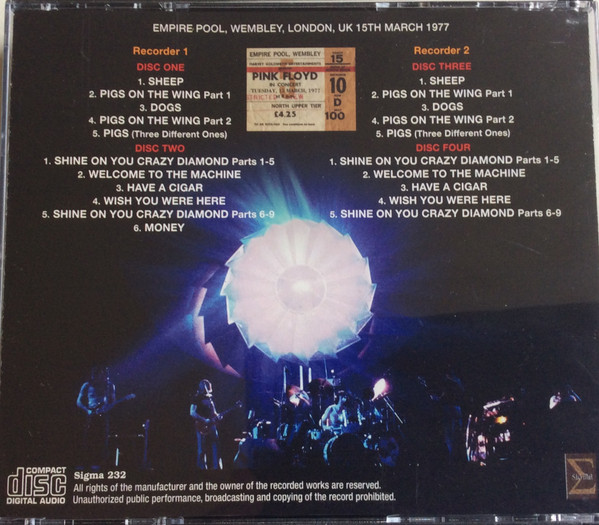 EMPIRE POOL, WEMBLEY, LONDON, UK 15TH MARCH 1977
Recorder 1
DISC ONE
1. SHEEP
2. PIGS ON THE WING Part 1
3. DOGS
4. PIGS ON THE WING Part 2
5. PIGS (Three Different Ones)
DISC TWO
1. SHINE ON YOU CRAZY DIAMOND Parts 1-5
2. WELCOME TO THE MACHINE
3. HAVE A CIGAR
4. WISH YOU WERE HERE
5. SHINE ON YOU CRAZY DIAMOND Parts 6-9
6. MONEY
EMPIRE POOL, WEMBLEY
HARVEY GOLDSMITH ENTERTAINMENTS
PINK FLOYD
IN CONCERT
NORTH UPPER TIER
£4.25
15
10
D
100
Recorder 2
DISC THREE
1. SHEEP
2. PIGS ON THE WING Part 1
3. DOGS
4. PIGS ON THE WING Part 2
5. PIGS (Three Different Ones)
DISC FOUR
1. SHINE ON YOU CRAZY DIAMOND Parts 1-5
2. WELCOME TO THE MACHINE
3. HAVE A CIGAR
4. WISH YOU WERE HERE
5. SHINE ON YOU CRAZY DIAMOND Parts 6-9
COMPACT
disc
DIGITAL AUDIO
Sigma 232
All rights of the manufacturer and the owner of the recorded works are reserved.
Unauthorized public performance, broadcasting and copying of the record prohibited.
Σ